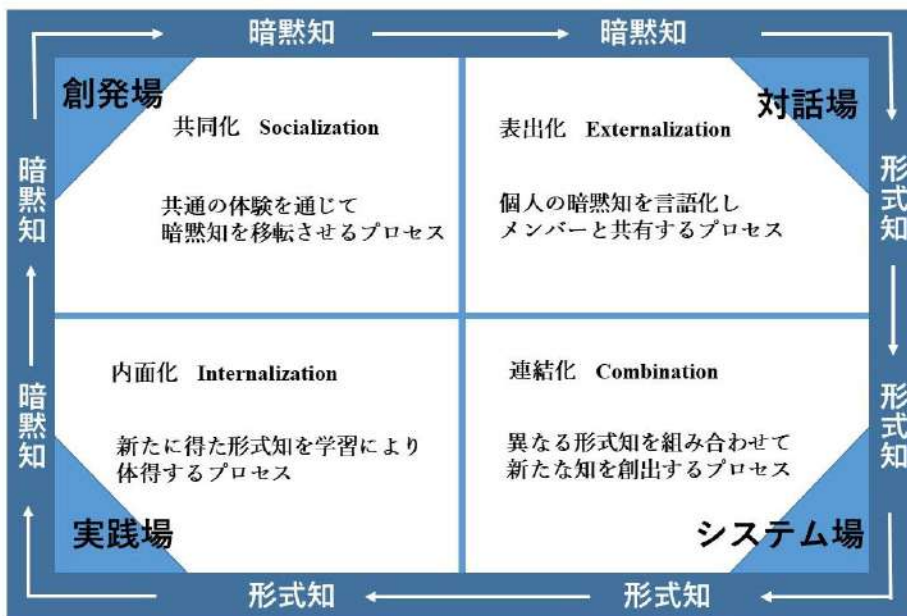 暗黙知
暗黙知
創発場
対話場
共同化 Socialization
表出化 Externalization
共通の体験を通じて
暗黙知を移転させるプロセス
個人の暗黙知を言語化し
メンバーと共有するプロセス
暗黙知
形式知
内面化 Internalization
連結化 Combination
新たに得た形式知を学習により
体得するプロセス
異なる形式知を組み合わせて
新たな知を創出するプロセス
暗黙知
形式知
実践場
システム場
形式知
形式知